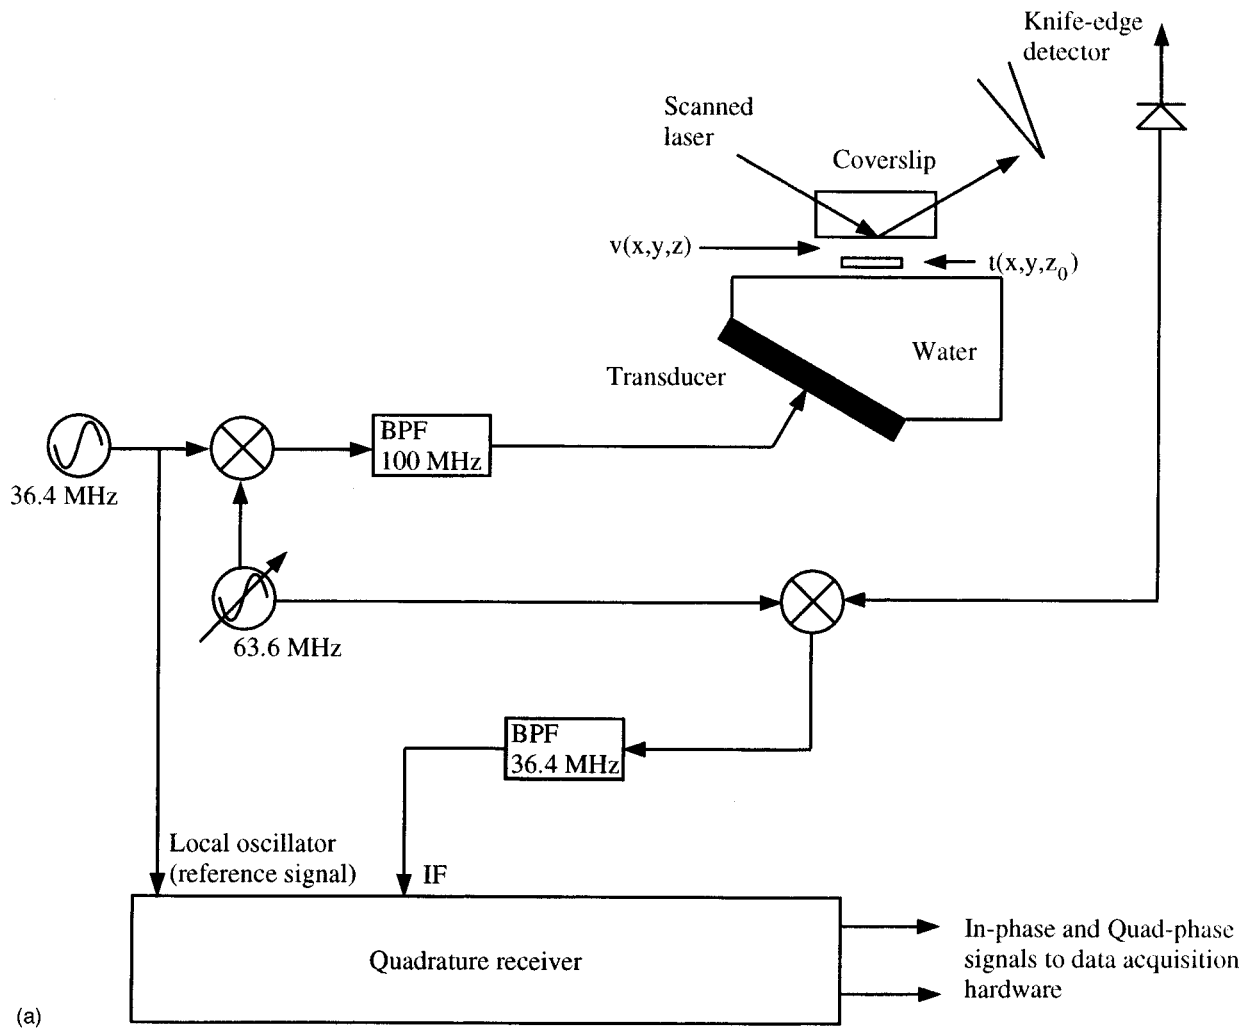 Knife-edge
detector
Scanned
laser
Coverslip
v(x,y,z)
t(x,y,z₀)
Water
Transducer
BPF
100 MHz
36.4 MHz
63.6 MHz
BPF
36.4 MHz
Local oscillator
(reference signal)
IF
Quadrature receiver
In-phase and Quad-phase
signals to data acquisition
hardware
(a)